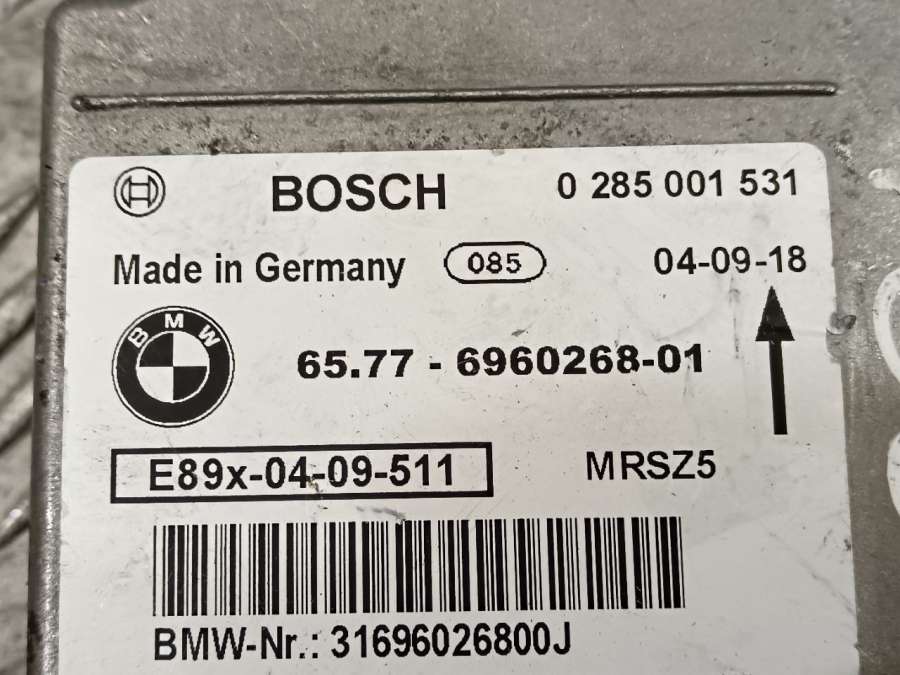 BOSCH 0 285 001 531
Made in Germany 085 04-09-18
BMW
65.77 - 6960268-01
E89x-04-09-511 MRSZ5
BMW-Nr.: 31696026800J